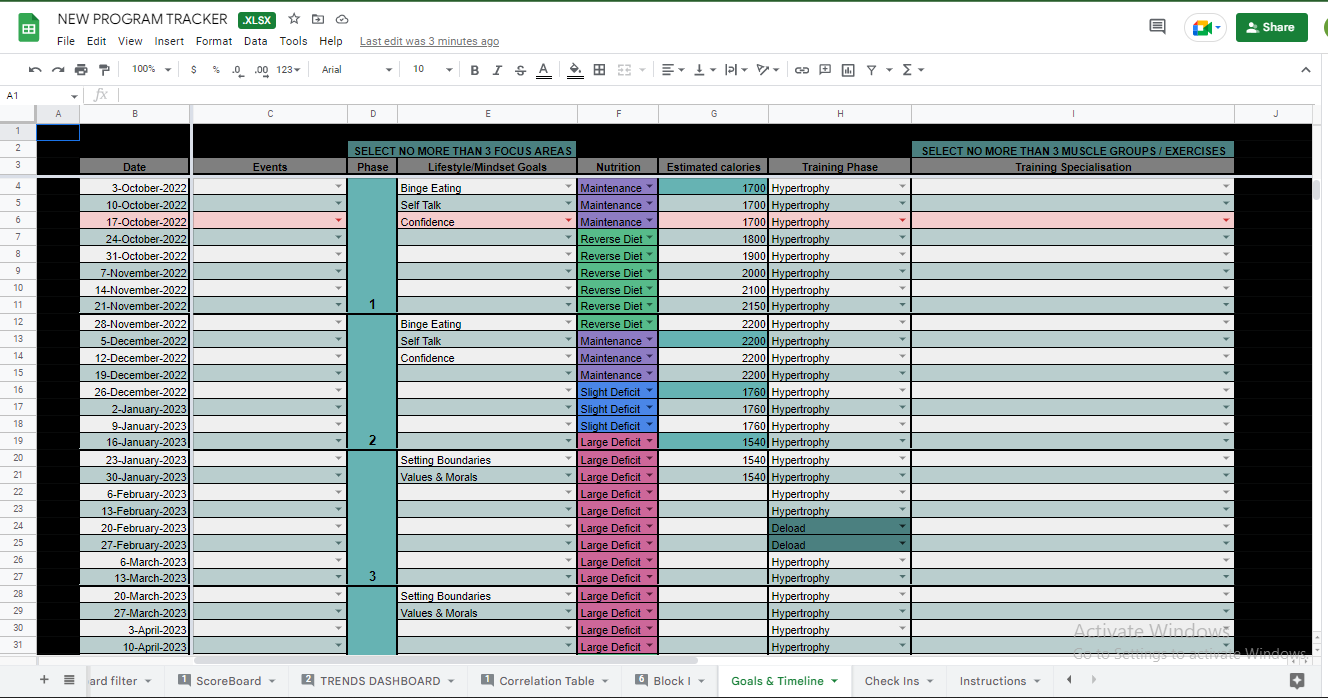 NEW PROGRAM TRACKER .XLSX
File Edit View Insert Format Data Tools Help Last edit was 3 minutes ago
Share
100% $ % .0 .00 123 Arial 10 B I S A
A1 fx
A B C D E F G H I J
1
2 SELECT NO MORE THAN 3 FOCUS AREAS SELECT NO MORE THAN 3 MUSCLE GROUPS / EXERCISES
3 Date Events Phase Lifestyle/Mindset Goals Nutrition Estimated calories Training Phase Training Specialisation
4 3-October-2022 Binge Eating Maintenance 1700 Hypertrophy
5 10-October-2022 Self Talk Maintenance 1700 Hypertrophy
6 17-October-2022 Confidence Maintenance 1700 Hypertrophy
7 24-October-2022 Reverse Diet 1800 Hypertrophy
8 31-October-2022 Reverse Diet 1900 Hypertrophy
9 7-November-2022 Reverse Diet 2000 Hypertrophy
10 14-November-2022 Reverse Diet 2100 Hypertrophy
11 21-November-2022 1 Reverse Diet 2150 Hypertrophy
12 28-November-2022 Binge Eating Reverse Diet 2200 Hypertrophy
13 5-December-2022 Self Talk Maintenance 2200 Hypertrophy
14 12-December-2022 Confidence Maintenance 2200 Hypertrophy
15 19-December-2022 Maintenance 2200 Hypertrophy
16 26-December-2022 Slight Deficit 1760 Hypertrophy
17 2-January-2023 Slight Deficit 1760 Hypertrophy
18 9-January-2023 Slight Deficit 1760 Hypertrophy
19 16-January-2023 2 Large Deficit 1540 Hypertrophy
20 23-January-2023 Setting Boundaries Large Deficit 1540 Hypertrophy
21 30-January-2023 Values & Morals Large Deficit 1540 Hypertrophy
22 6-February-2023 Large Deficit Hypertrophy
23 13-February-2023 Large Deficit Hypertrophy
24 20-February-2023 Large Deficit Deload
25 27-February-2023 Large Deficit Deload
26 6-March-2023 Large Deficit Hypertrophy
27 13-March-2023 3 Large Deficit Hypertrophy
28 20-March-2023 Setting Boundaries Large Deficit Hypertrophy
29 27-March-2023 Values & Morals Large Deficit Hypertrophy
30 3-April-2023 Large Deficit Hypertrophy
31 10-April-2023 Large Deficit Hypertrophy
Activate Windows
Go to Settings to activate Windows.
ard filter 1 ScoreBoard 2 TRENDS DASHBOARD 1 Correlation Table 6 Block I Goals & Timeline Check Ins Instructions